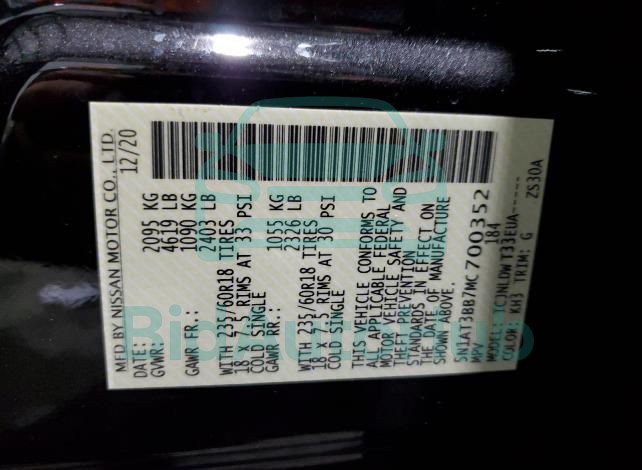 MFD BY NISSAN MOTOR CO., LTD.
DATE: 12/20
GVWR: 2095 KG
4619 LB
GAWR FR.: 1090 KG
2403 LB
WITH 235/60R18 TIRES
18 X 7.5 RIMS AT 33 PSI
COLD SINGLE
GAWR RR.: 1055 KG
2326 LB
WITH 235/60R18 TIRES
18 X 7.5 RIMS AT 30 PSI
COLD SINGLE
THIS VEHICLE CONFORMS TO
ALL APPLICABLE FEDERAL
MOTOR VEHICLE SAFETY AND
THEFT PREVENTION
STANDARDS IN EFFECT ON
THE DATE OF MANUFACTURE
SHOWN ABOVE.
5N1AT3BB7MC700352
MPV 184
MODEL: TCJNLDWT33EUA-----
COLOR: KH3 TRIM: G ZS30A
BidAutoHub